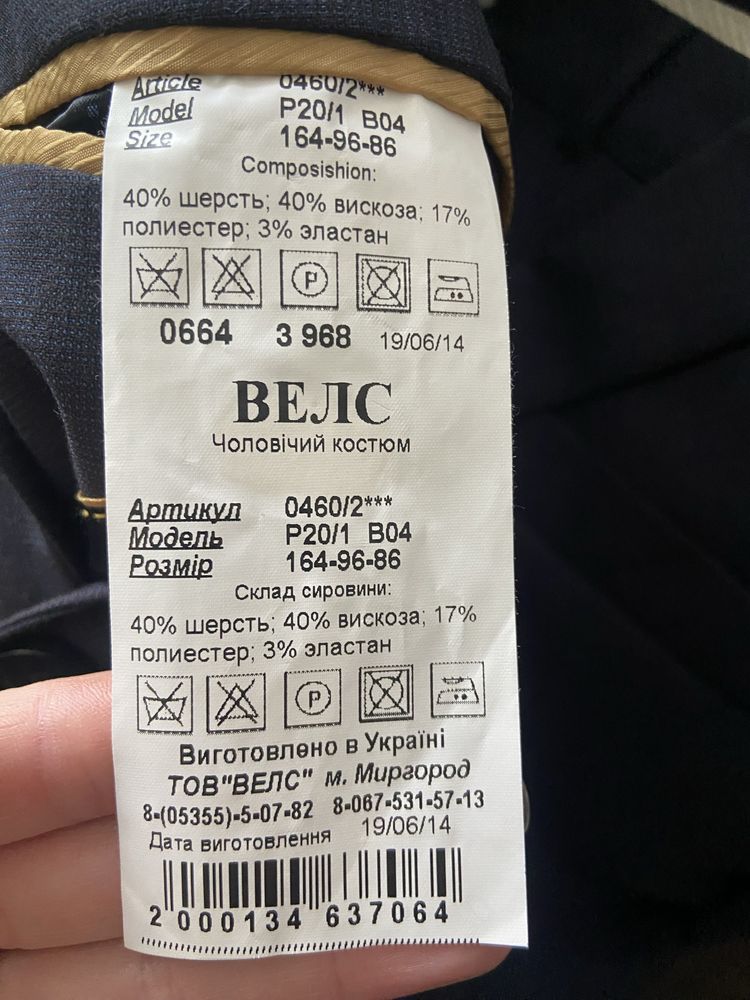 Article 0460/2***
Model P20/1 B04
Size 164-96-86
Composishion:
40% шерсть; 40% вискоза; 17%
полиестер; 3% эластан
P
0664 3 968 19/06/14
ВЕЛС
Чоловічий костюм
Артикул 0460/2***
Модель P20/1 B04
Розмір 164-96-86
Склад сировини:
40% шерсть; 40% вискоза; 17%
полиестер; 3% эластан
P
Виготовлено в Україні
ТОВ"ВЕЛС" м. Миргород
8-(05355)-5-07-82 8-067-531-57-13
Дата виготовлення 19/06/14
2 000134 637064